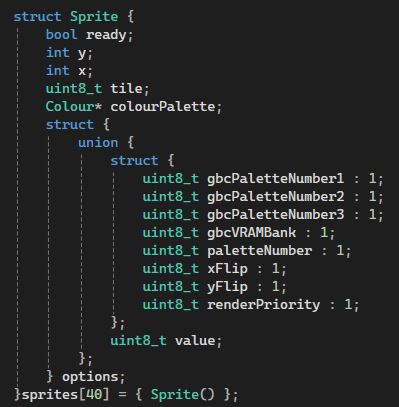 struct Sprite {
    bool ready;
    int y;
    int x;
    uint8_t tile;
    Colour* colourPalette;
    struct {
        union {
            struct {
                uint8_t gbcPaletteNumber1 : 1;
                uint8_t gbcPaletteNumber2 : 1;
                uint8_t gbcPaletteNumber3 : 1;
                uint8_t gbcVRAMBank : 1;
                uint8_t paletteNumber : 1;
                uint8_t xFlip : 1;
                uint8_t yFlip : 1;
                uint8_t renderPriority : 1;
            };
            uint8_t value;
        };
    } options;
}sprites[40] = { Sprite() };